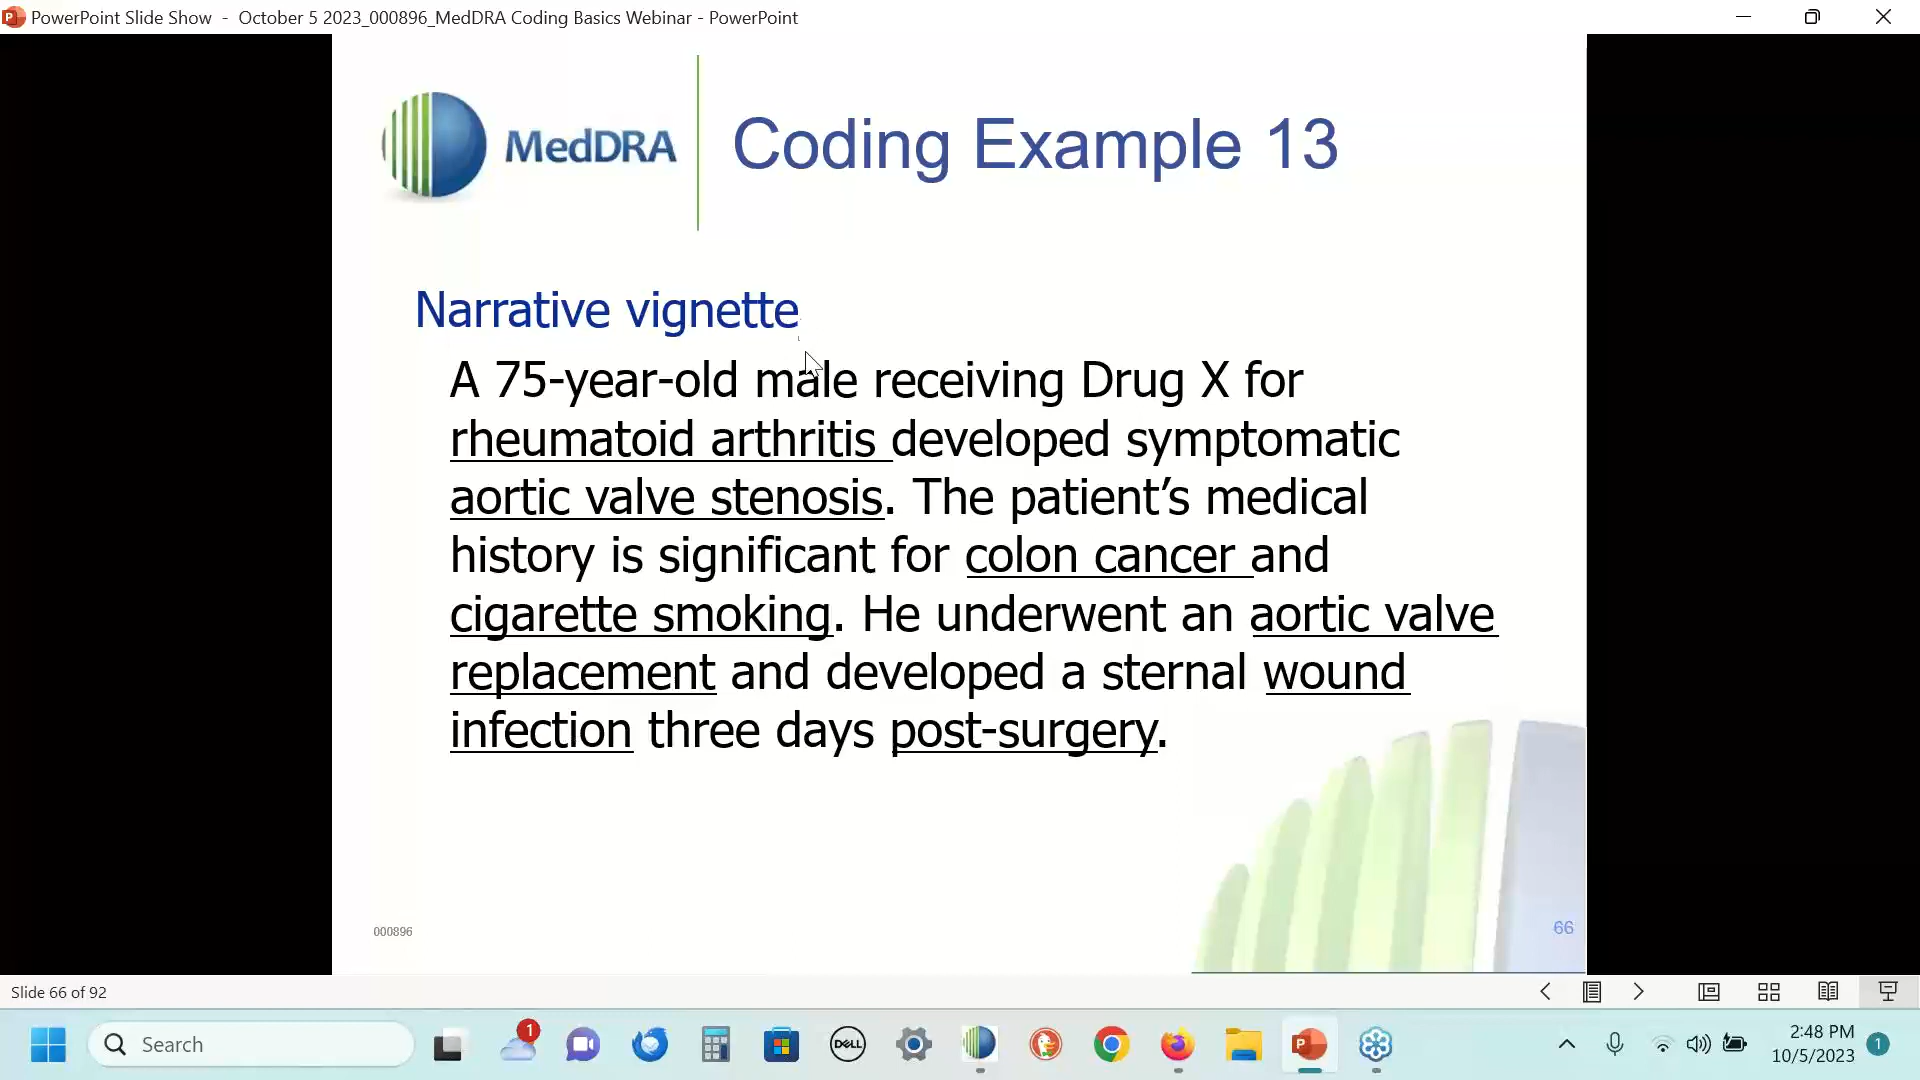 PowerPoint Slide Show - October 5 2023_000896_MedDRA Coding Basics Webinar - PowerPoint
MedDRA
Coding Example 13
Narrative vignette
A 75-year-old male receiving Drug X for
rheumatoid arthritis developed symptomatic
aortic valve stenosis. The patient’s medical
history is significant for colon cancer and
cigarette smoking. He underwent an aortic valve
replacement and developed a sternal wound
infection three days post-surgery.
000896
66
Slide 66 of 92
Search
1
DELL
2:48 PM
10/5/2023
1